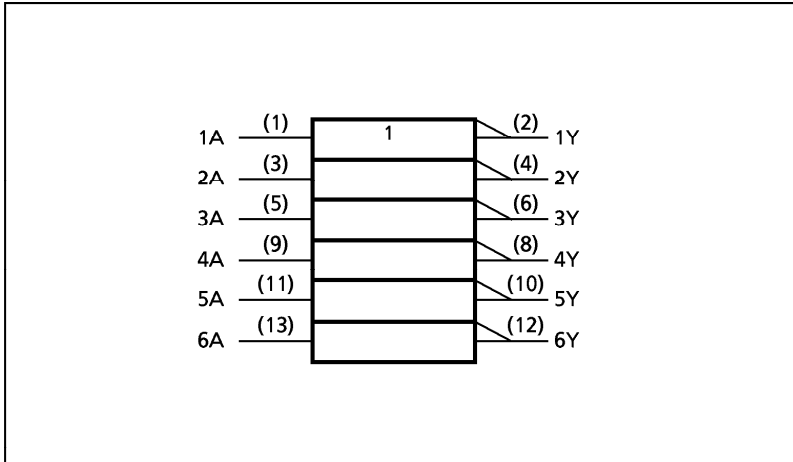 1A (1) 1 (2) 1Y
2A (3) (4) 2Y
3A (5) (6) 3Y
4A (9) (8) 4Y
5A (11) (10) 5Y
6A (13) (12) 6Y